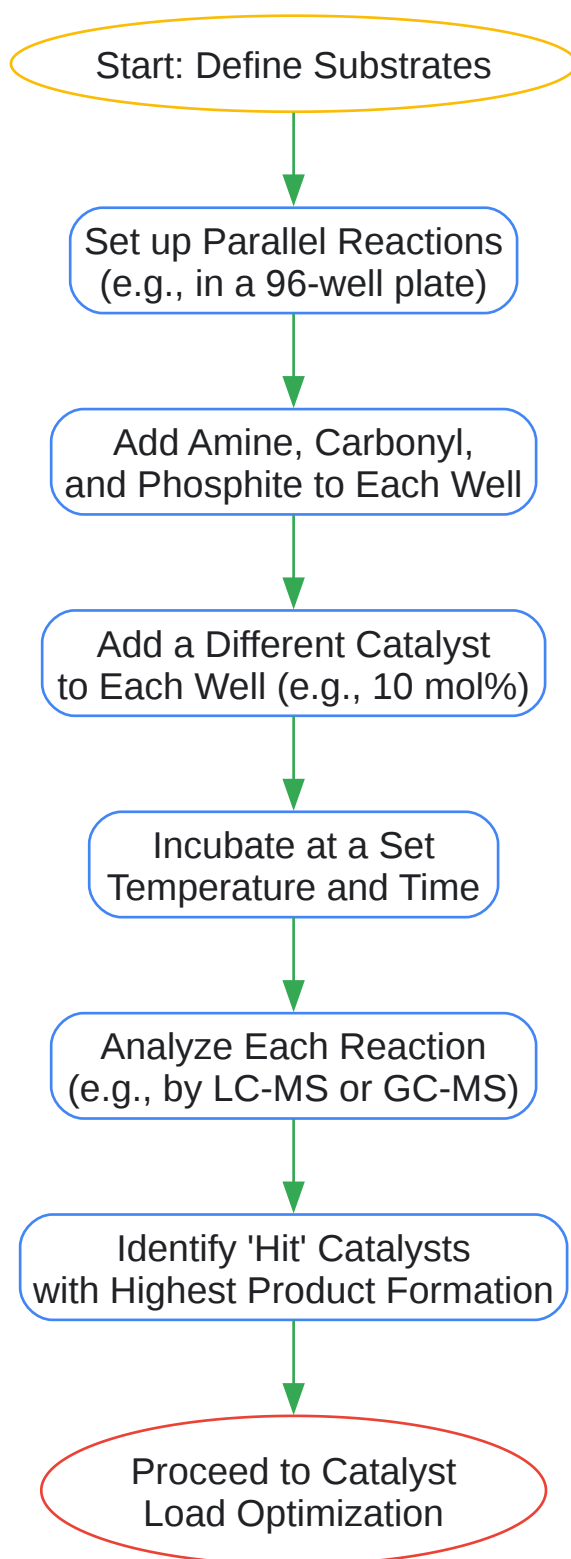 Start: Define Substrates
Set up Parallel Reactions
(e.g., in a 96-well plate)
Add Amine, Carbonyl,
and Phosphite to Each Well
Add a Different Catalyst
to Each Well (e.g., 10 mol%)
Incubate at a Set
Temperature and Time
Analyze Each Reaction
(e.g., by LC-MS or GC-MS)
Identify 'Hit' Catalysts
with Highest Product Formation
Proceed to Catalyst
Load Optimization